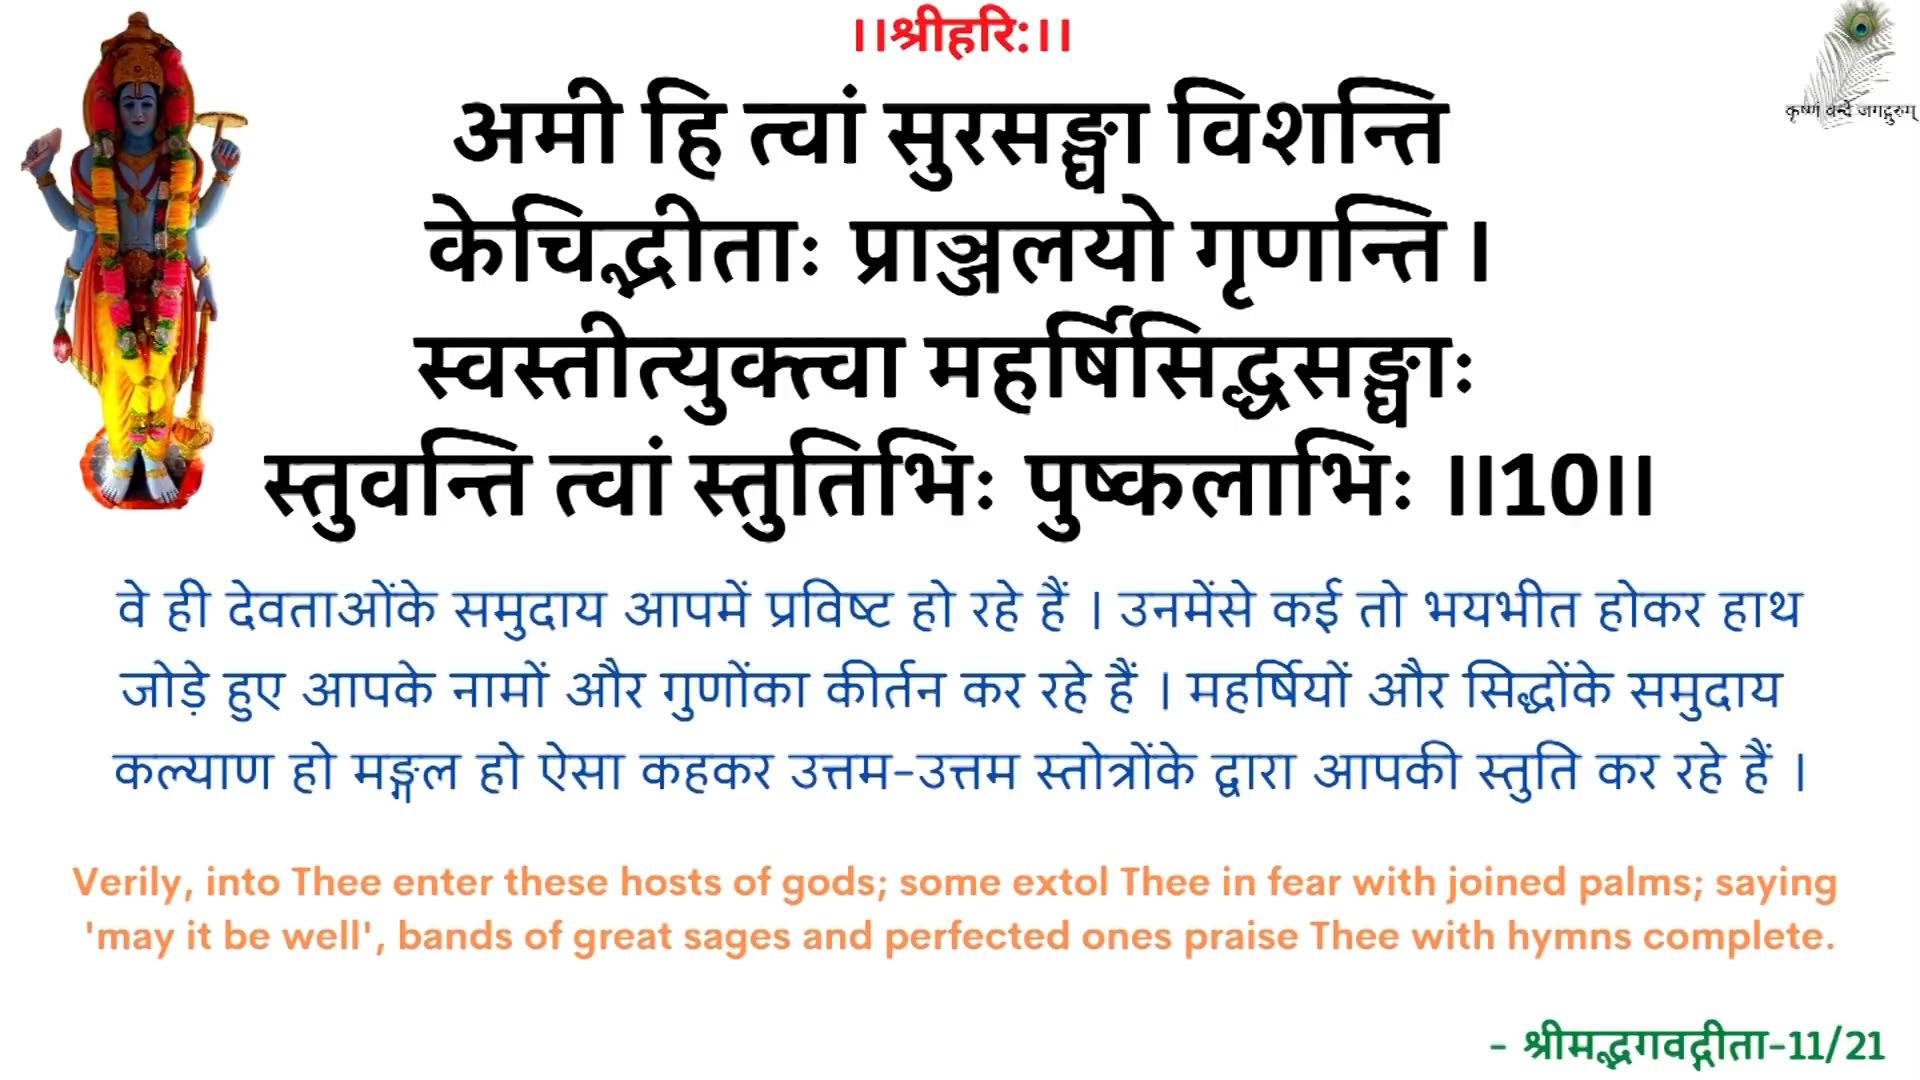 ।।श्रीहरि:।।
कृष्णं वन्दे जगद्गुरुम्
अमी हि त्वां सुरसङ्घा विशन्ति
केचिद्भीताः प्राञ्जलयो गृणन्ति ।
स्वस्तीत्युक्त्वा महर्षिसिद्धसङ्घाः
स्तुवन्ति त्वां स्तुतिभिः पुष्कलाभिः ।।10।।
वे ही देवताओंके समुदाय आपमें प्रविष्ट हो रहे हैं । उनमेंसे कई तो भयभीत होकर हाथ
जोड़े हुए आपके नामों और गुणोंका कीर्तन कर रहे हैं । महर्षियों और सिद्धोंके समुदाय
कल्याण हो मङ्गल हो ऐसा कहकर उत्तम-उत्तम स्तोत्रोंके द्वारा आपकी स्तुति कर रहे हैं ।
Verily, into Thee enter these hosts of gods; some extol Thee in fear with joined palms; saying
'may it be well', bands of great sages and perfected ones praise Thee with hymns complete.
- श्रीमद्भगवद्गीता-11/21